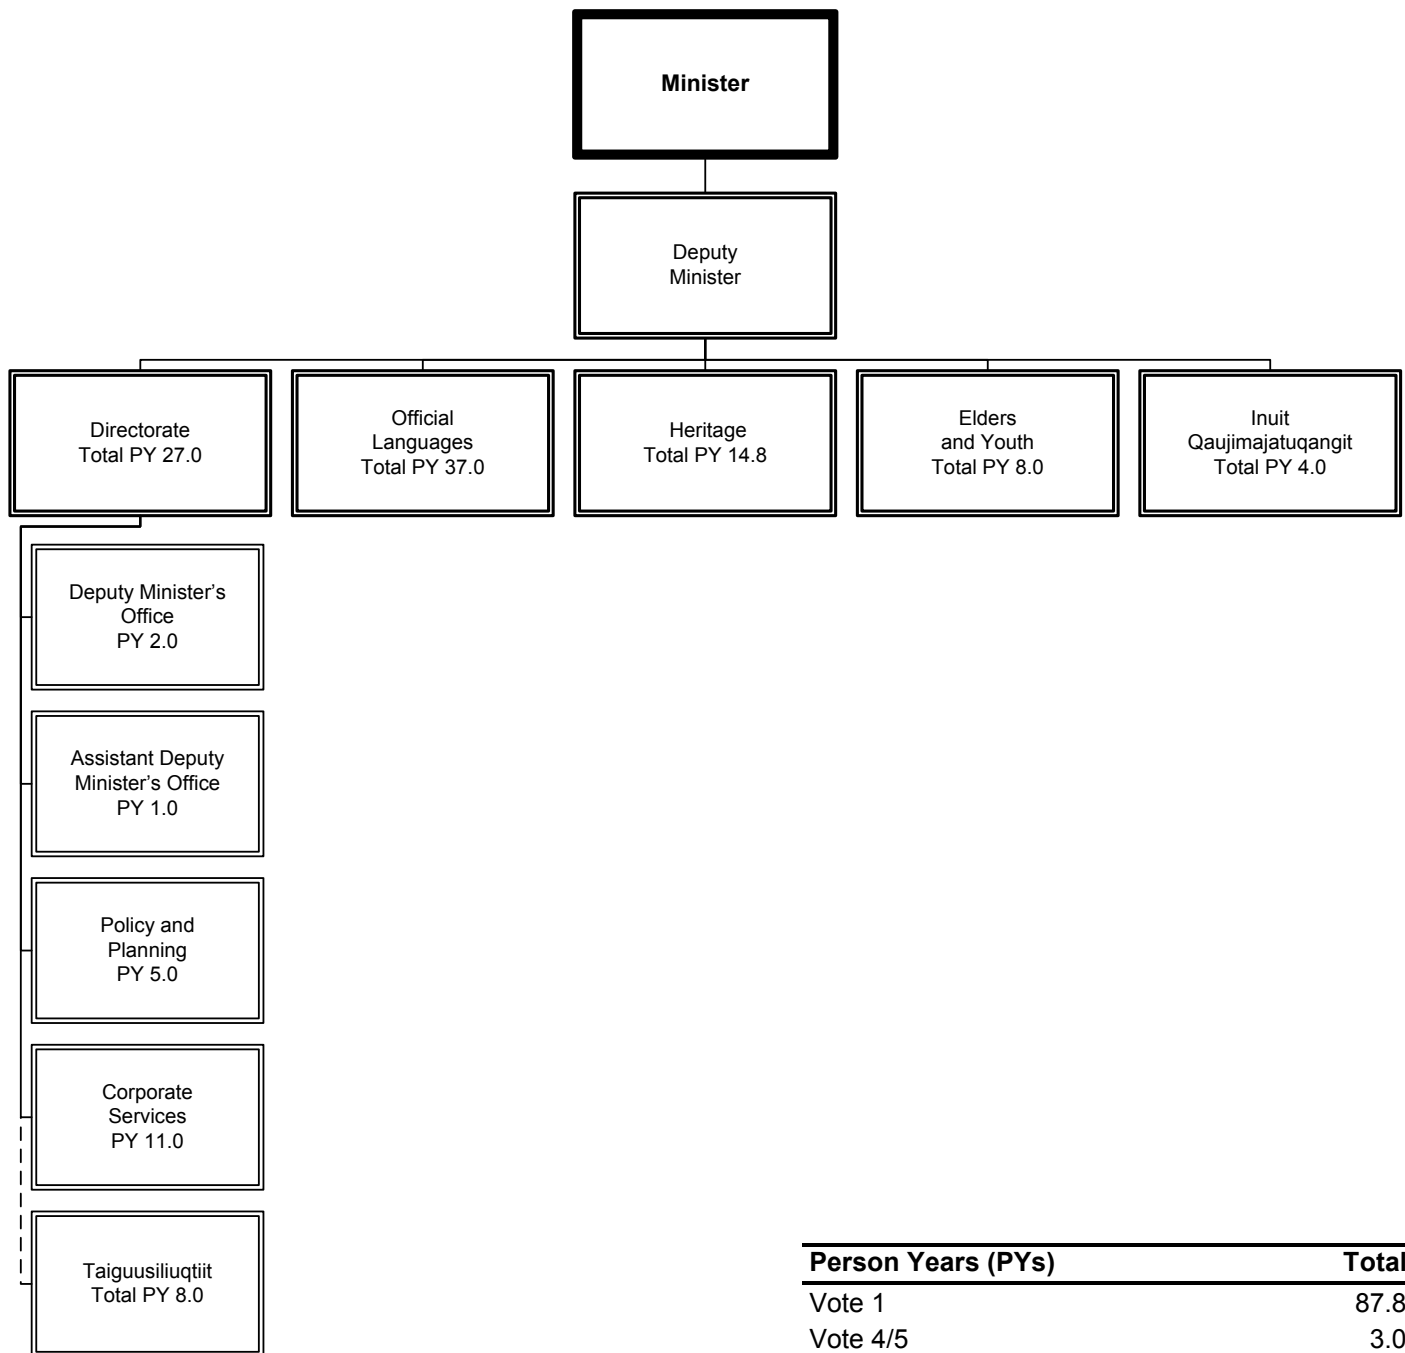 Minister
Deputy
Minister
Directorate
Total PY 27.0
Official
Languages
Total PY 37.0
Heritage
Total PY 14.8
Elders
and Youth
Total PY 8.0
Inuit
Qaujimajatuqangit
Total PY 4.0
Deputy Minister’s
Office
PY 2.0
Assistant Deputy
Minister’s Office
PY 1.0
Policy and
Planning
PY 5.0
Corporate
Services
PY 11.0
Taiguusiliuqtiit
Total PY 8.0
Person Years (PYs) Total
Vote 1 87.8
Vote 4/5 3.0